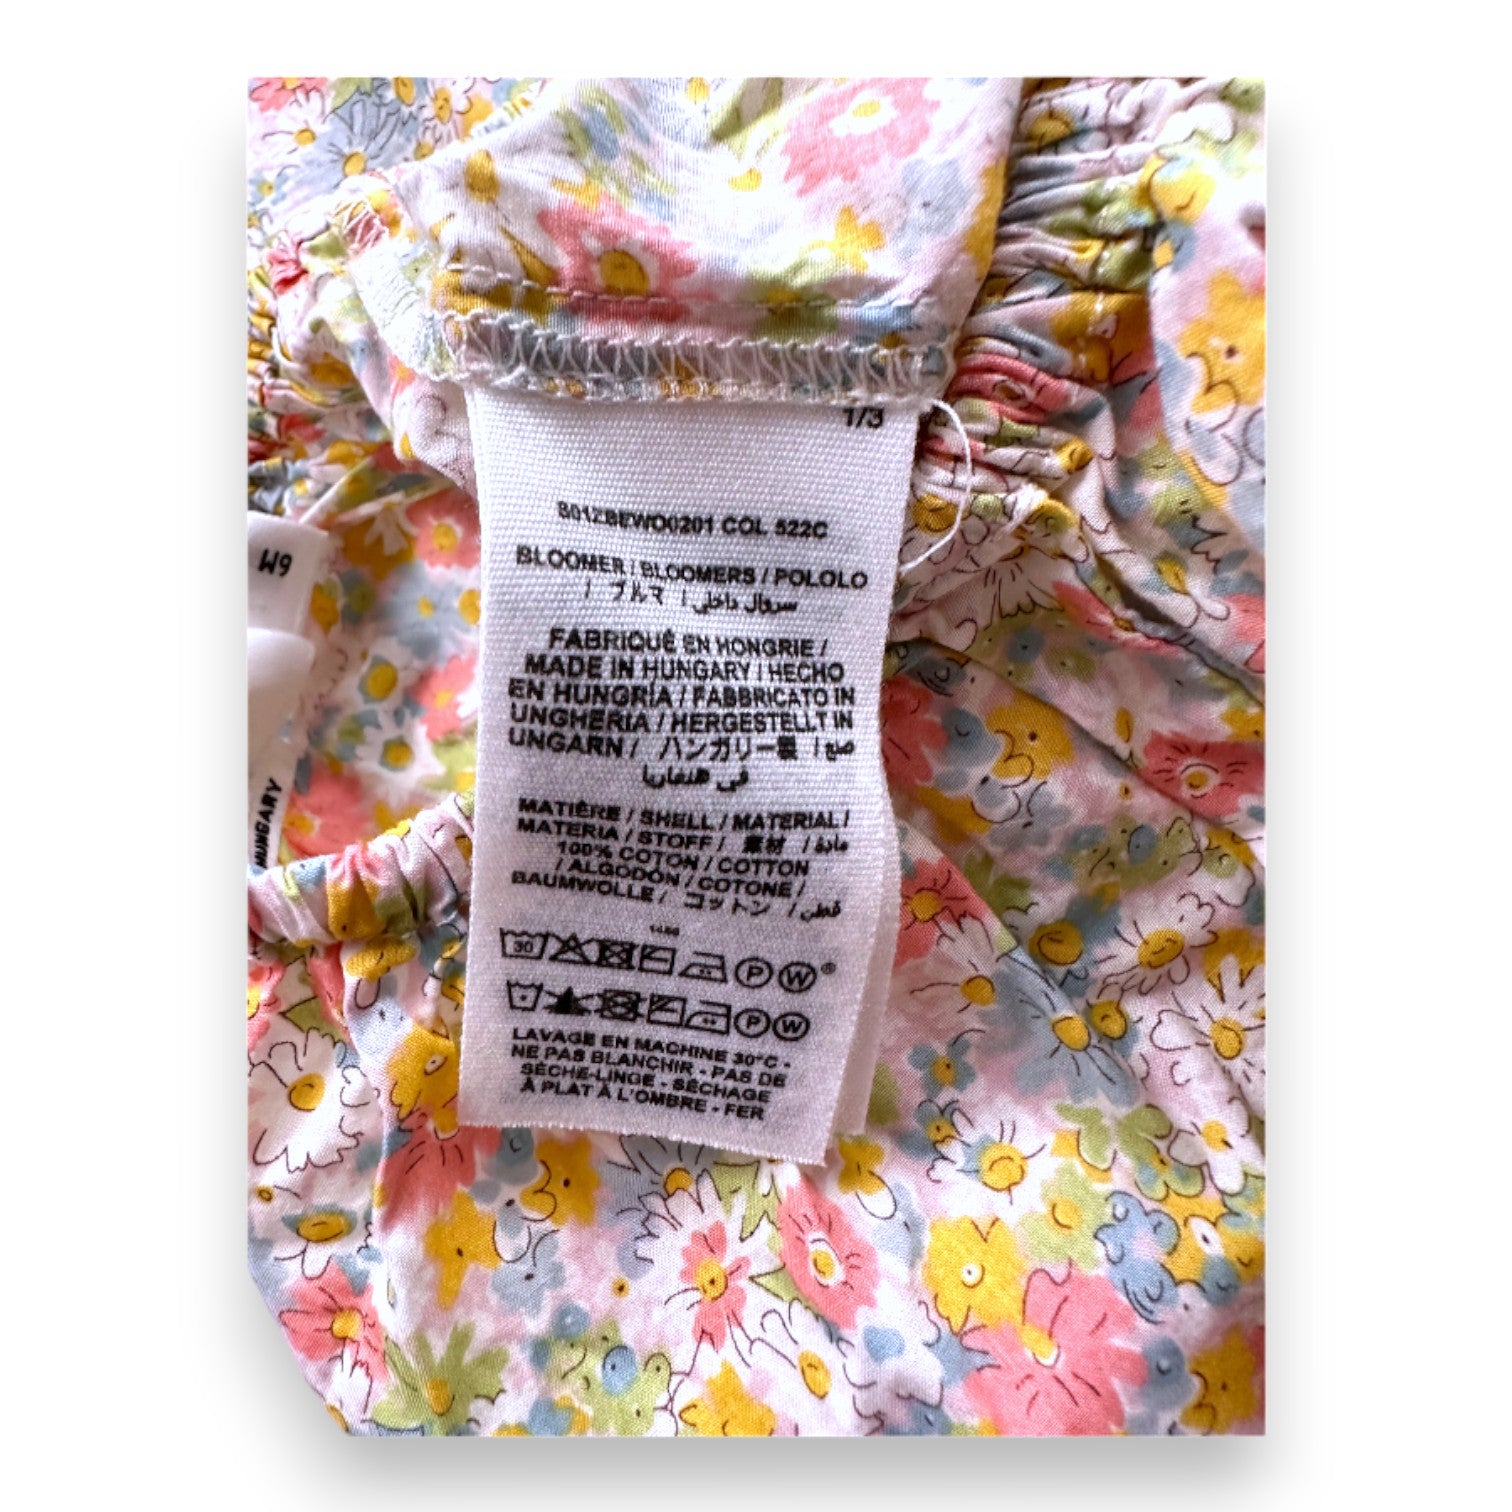 1/3
S01ZBEWO0201 COL 522C
BLOOMER / BLOOMERS / POLOLO
/ ブルマ / سروال داخلي
FABRIQUÉ EN HONGRIE /
MADE IN HUNGARY / HECHO
EN HUNGRÍA / FABBRICATO IN
UNGHERIA / HERGESTELLT IN
UNGARN / ハンガリー製 / صنع
في هنغاريا
MATIÈRE / SHELL / MATERIAL /
MATERIA / STOFF / 素材 / مادة
100% COTON / COTTON
/ ALGODÓN / COTONE /
BAUMWOLLE / コットン / قطن
30 P W®
P W
LAVAGE EN MACHINE 30°C -
NE PAS BLANCHIR - PAS DE
SÈCHE-LINGE - SÉCHAGE
À PLAT À L'OMBRE - FER
6M
HUNGARY